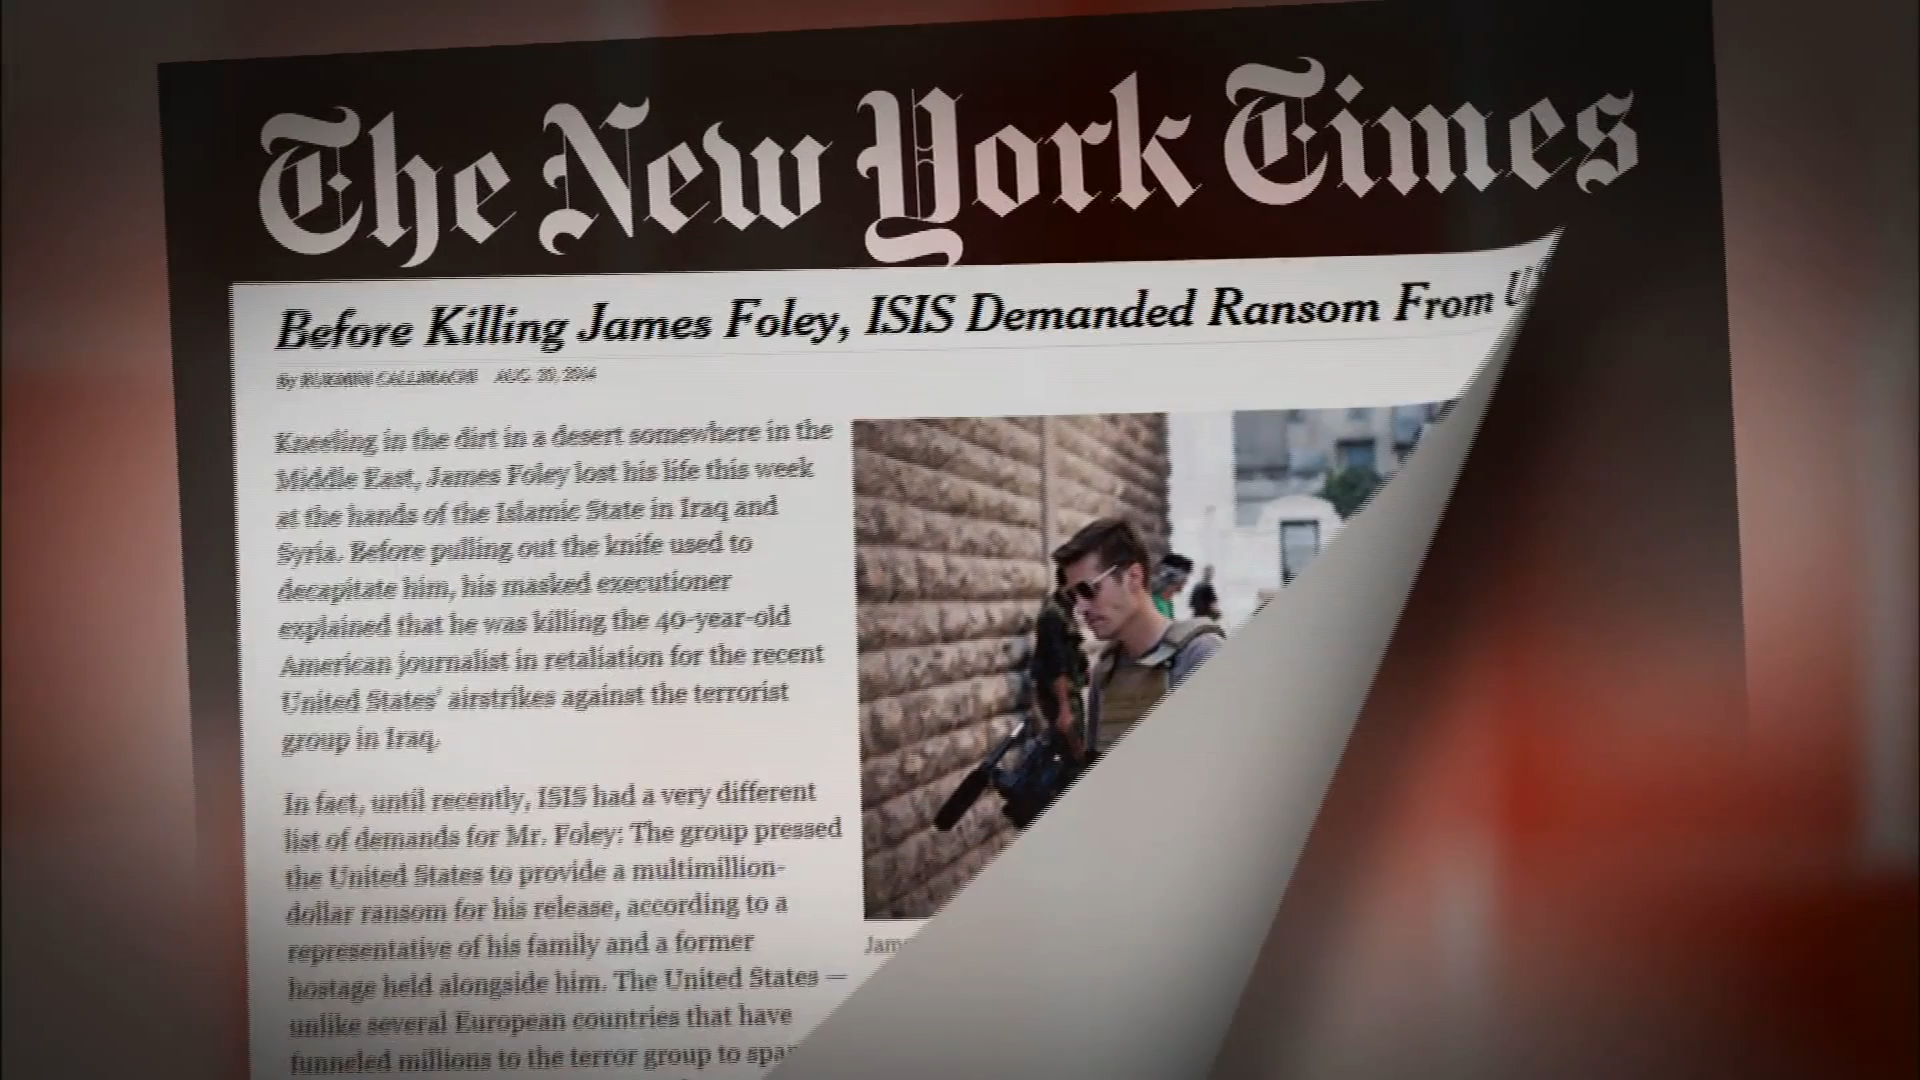 The New York Times
Before Killing James Foley, ISIS Demanded Ransom From U
By RUKMINI CALLIMACHI AUG. 20, 2014
Kneeling in the dirt in a desert somewhere in the
Middle East, James Foley lost his life this week
at the hands of the Islamic State in Iraq and
Syria. Before pulling out the knife used to
decapitate him, his masked executioner
explained that he was killing the 40-year-old
American journalist in retaliation for the recent
United States' airstrikes against the terrorist
group in Iraq.
In fact, until recently, ISIS had a very different
list of demands for Mr. Foley: The group pressed
the United States to provide a multimillion-
dollar ransom for his release, according to a
representative of his family and a former
hostage held alongside him. The United States —
unlike several European countries that have
funneled millions to the terror group to spar
Jam